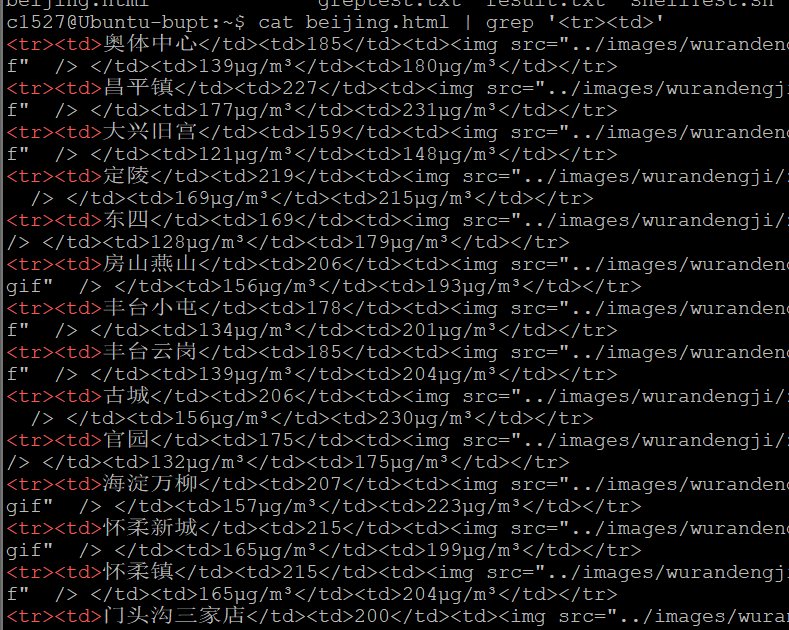 beijing.html greptest.txt result.txt shelltest.sh
c1527@Ubuntu-bupt:~$ cat beijing.html | grep '<tr><td>'
<tr><td>奥体中心</td><td>185</td><td><img src="../images/wurandeng
f"  /> </td><td>139μg/m³</td><td>180μg/m³</td></tr>
<tr><td>昌平镇</td><td>227</td><td><img src="../images/wurandengji
f"  /> </td><td>177μg/m³</td><td>231μg/m³</td></tr>
<tr><td>大兴旧宫</td><td>159</td><td><img src="../images/wurandeng
f"  /> </td><td>121μg/m³</td><td>148μg/m³</td></tr>
<tr><td>定陵</td><td>219</td><td><img src="../images/wurandengji/
  /> </td><td>169μg/m³</td><td>215μg/m³</td></tr>
<tr><td>东四</td><td>169</td><td><img src="../images/wurandengji/
/> </td><td>128μg/m³</td><td>179μg/m³</td></tr>
<tr><td>房山燕山</td><td>206</td><td><img src="../images/wurandeng
gif"  /> </td><td>156μg/m³</td><td>193μg/m³</td></tr>
<tr><td>丰台小屯</td><td>178</td><td><img src="../images/wurandeng
f"  /> </td><td>134μg/m³</td><td>201μg/m³</td></tr>
<tr><td>丰台云岗</td><td>185</td><td><img src="../images/wurandeng
f"  /> </td><td>139μg/m³</td><td>204μg/m³</td></tr>
<tr><td>古城</td><td>206</td><td><img src="../images/wurandengji/
  /> </td><td>156μg/m³</td><td>230μg/m³</td></tr>
<tr><td>官园</td><td>175</td><td><img src="../images/wurandengji/
/> </td><td>132μg/m³</td><td>175μg/m³</td></tr>
<tr><td>海淀万柳</td><td>207</td><td><img src="../images/wurandeng
gif"  /> </td><td>157μg/m³</td><td>223μg/m³</td></tr>
<tr><td>怀柔新城</td><td>215</td><td><img src="../images/wurandeng
gif"  /> </td><td>165μg/m³</td><td>199μg/m³</td></tr>
<tr><td>怀柔镇</td><td>215</td><td><img src="../images/wurandengji
f"  /> </td><td>165μg/m³</td><td>204μg/m³</td></tr>
<tr><td>门头沟三家店</td><td>200</td><td><img src="../images/wuran